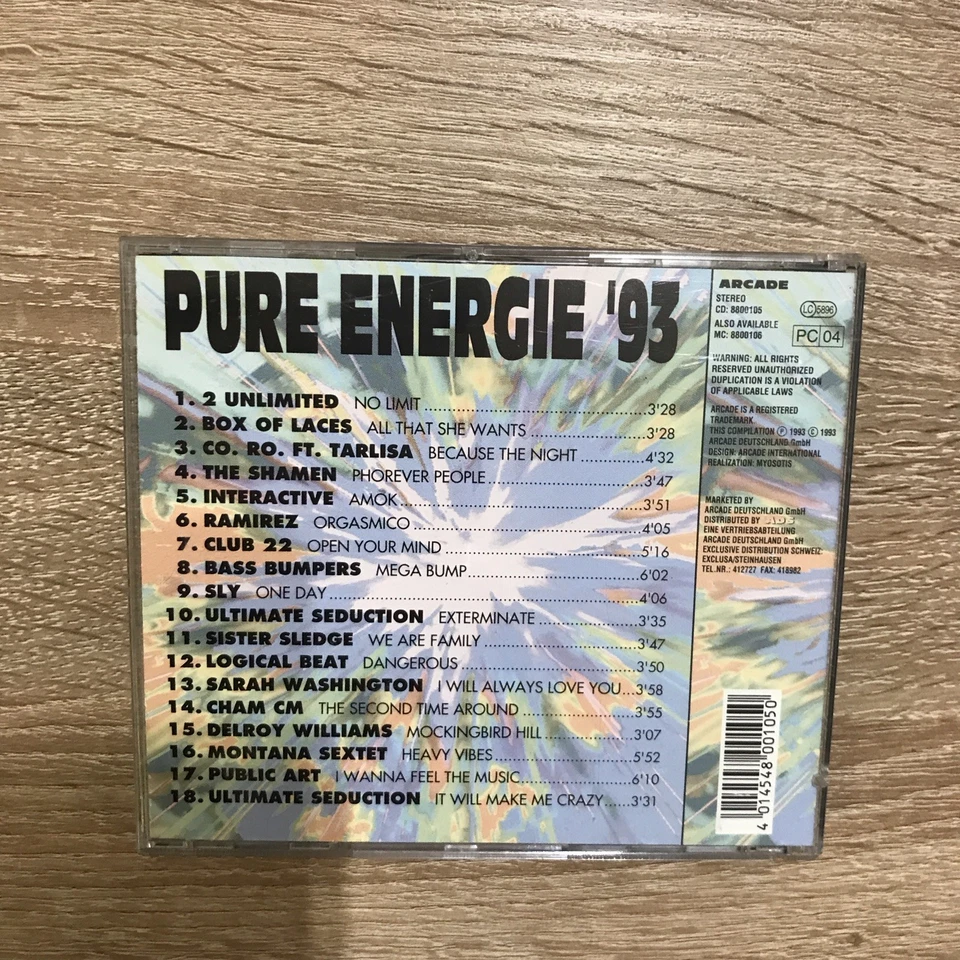 PURE ENERGIE '93
1. 2 UNLIMITED NO LIMIT ........ 3'28
2. BOX OF LACES ALL THAT SHE WANTS ........ 3'28
3. CO. RO. FT. TARLISA BECAUSE THE NIGHT ........ 4'32
4. THE SHAMEN PHOREVER PEOPLE ........ 3'47
5. INTERACTIVE AMOK ........ 3'51
6. RAMIREZ ORGASMICO ........ 4'05
7. CLUB 22 OPEN YOUR MIND ........ 5'16
8. BASS BUMPERS MEGA BUMP ........ 6'02
9. SLY ONE DAY ........ 4'06
10. ULTIMATE SEDUCTION EXTERMINATE ........ 3'35
11. SISTER SLEDGE WE ARE FAMILY ........ 3'47
12. LOGICAL BEAT DANGEROUS ........ 3'50
13. SARAH WASHINGTON I WILL ALWAYS LOVE YOU...3'58
14. CHAM CM THE SECOND TIME AROUND ........ 3'55
15. DELROY WILLIAMS MOCKINGBIRD HILL ........ 3'07
16. MONTANA SEXTET HEAVY VIBES ........ 5'52
17. PUBLIC ART I WANNA FEEL THE MUSIC ........ 6'10
18. ULTIMATE SEDUCTION IT WILL MAKE ME CRAZY ...... 3'31
ARCADE
STEREO
CD: 8800105
LC 5896
ALSO AVAILABLE
MC: 8800106
PC 04
WARNING: ALL RIGHTS
RESERVED UNAUTHORIZED
DUPLICATION IS A VIOLATION
OF APPLICABLE LAWS
ARCADE IS A REGISTERED
TRADEMARK
THIS COMPILATION ℗ 1993 © 1993
ARCADE DEUTSCHLAND GmbH
DESIGN: ARCADE INTERNATIONAL
REALIZATION: MYOSOTIS
MARKETED BY
ARCADE DEUTSCHLAND GmbH
DISTRIBUTED BY ADE
EINE VERTRIEBSABTEILUNG
ARCADE DEUTSCHLAND GmbH
EXCLUSIVE DISTRIBUTION SCHWEIZ:
EXCLUSA/STEINHAUSEN
TEL.NR.: 412727 FAX: 418982
4 014548 001050